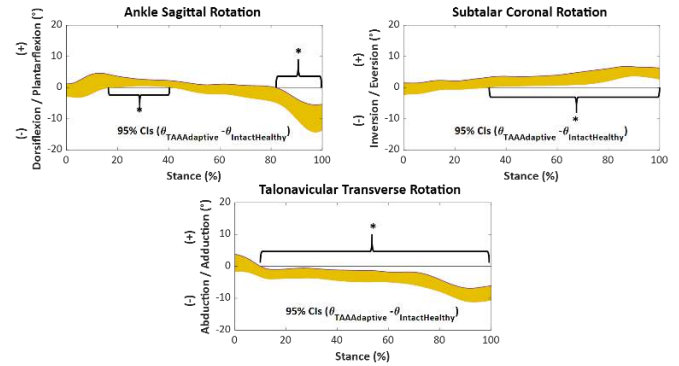 Ankle Sagittal Rotation
Dorsiflexion / Plantarflexion (°)
(-) (+)
20
10
0
-10
-20
*
*
95% CIs (θTAAAdaptive -θIntactHealthy)
0 20 40 60 80 100
Stance (%)
Subtalar Coronal Rotation
Inversion / Eversion (°)
(-) (+)
20
10
0
-10
-20
*
95% CIs (θTAAAdaptive -θIntactHealthy)
0 20 40 60 80 100
Stance (%)
Talonavicular Transverse Rotation
Abduction / Adduction (°)
(-) (+)
20
10
0
-10
-20
*
95% CIs (θTAAAdaptive -θIntactHealthy)
0 20 40 60 80 100
Stance (%)